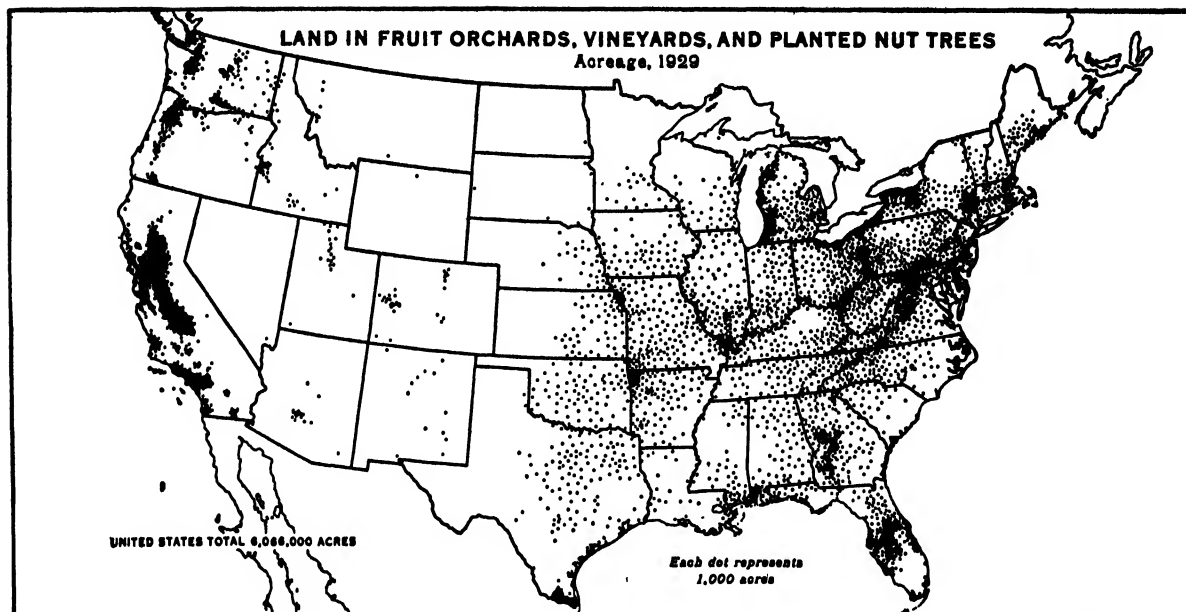 LAND IN FRUIT ORCHARDS, VINEYARDS, AND PLANTED NUT TREES
Acreage, 1929
UNITED STATES TOTAL 6,066,000 ACRES
Each dot represents
1,000 acres